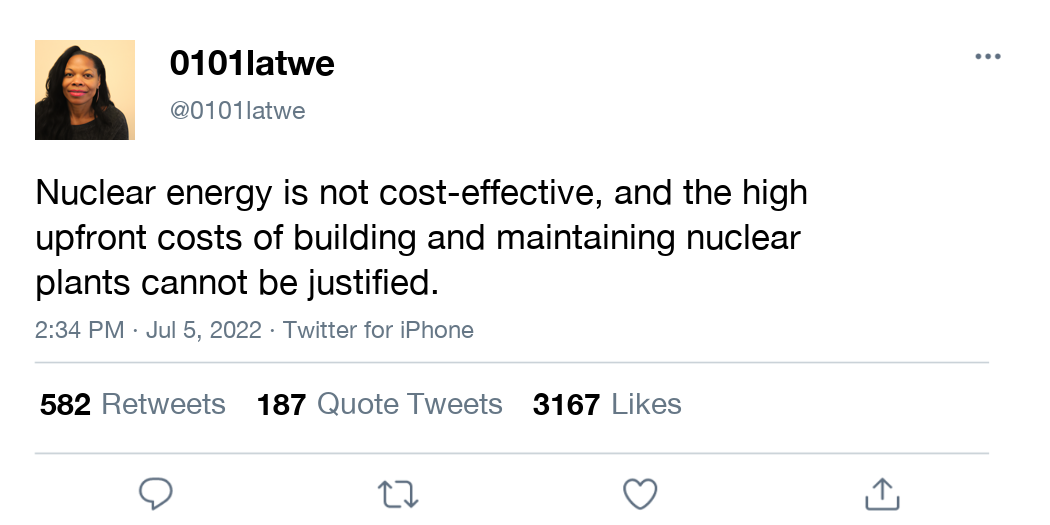 0101latwe
@0101latwe
Nuclear energy is not cost-effective, and the high
upfront costs of building and maintaining nuclear
plants cannot be justified.
2:34 PM · Jul 5, 2022 · Twitter for iPhone
582 Retweets 187 Quote Tweets 3167 Likes